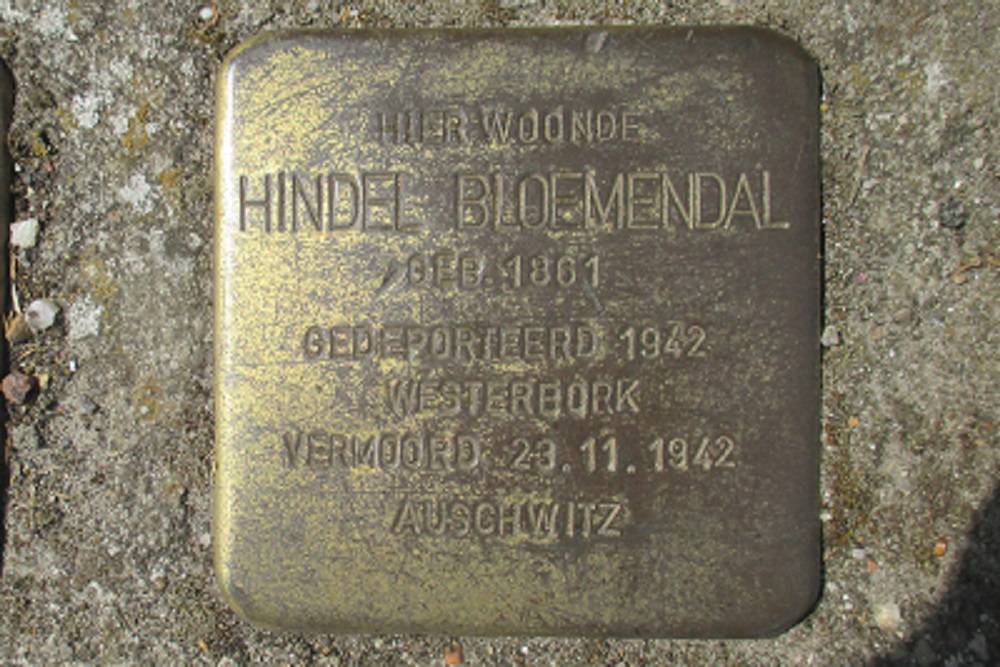 HIER WOONDE
HINDEL BLOEMENDAL
GEB. 1861
GEDEPORTEERD 1942
WESTERBORK
VERMOORD 23.11.1942
AUSCHWITZ